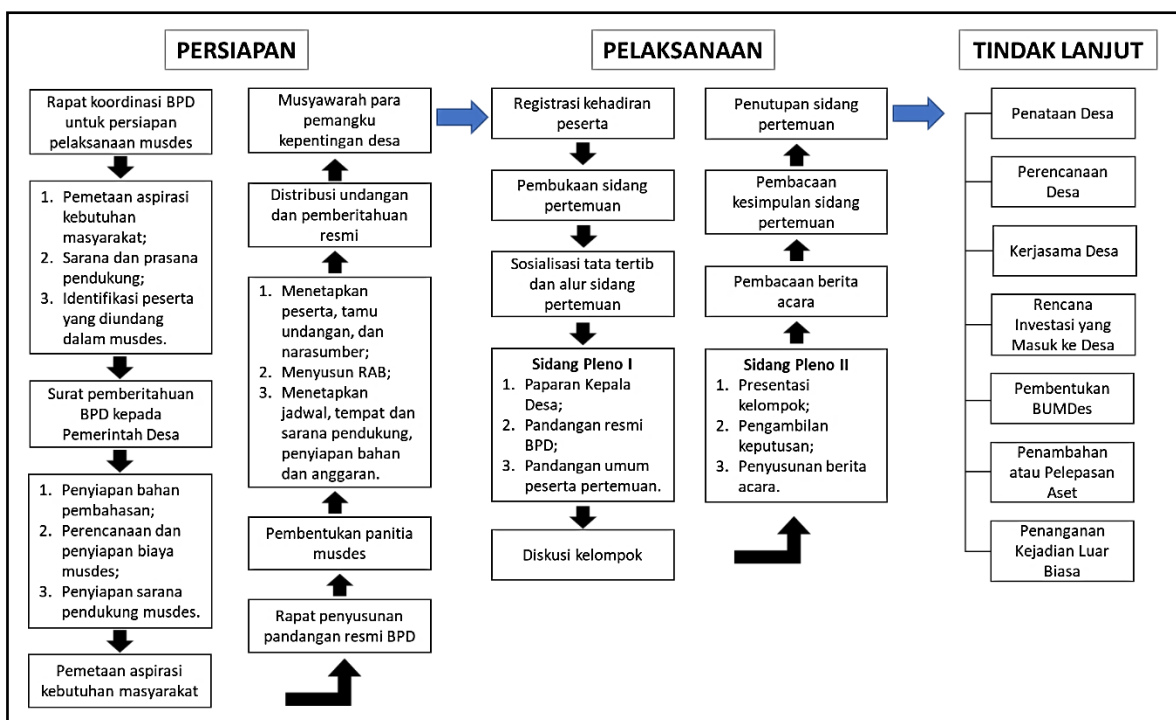 PERSIAPAN
Rapat koordinasi BPD
untuk persiapan
pelaksanaan musdes
1. Pemetaan aspirasi
kebutuhan
masyarakat;
2. Sarana dan prasana
pendukung;
3. Identifikasi peserta
yang diundang
dalam musdes.
Surat pemberitahuan
BPD kepada
Pemerintah Desa
1. Penyiapan bahan
pembahasan;
2. Perencanaan dan
penyiapan biaya
musdes;
3. Penyiapan sarana
pendukung musdes.
Pemetaan aspirasi
kebutuhan masyarakat
Musyawarah para
pemangku
kepentingan desa
Distribusi undangan
dan pemberitahuan
resmi
1. Menetapkan
peserta, tamu
undangan, dan
narasumber;
2. Menyusun RAB;
3. Menetapkan
jadwal, tempat dan
sarana pendukung,
penyiapan bahan
dan anggaran.
Pembentukan panitia
musdes
Rapat penyusunan
pandangan resmi BPD
PELAKSANAAN
Registrasi kehadiran
peserta
Pembukaan sidang
pertemuan
Sosialisasi tata tertib
dan alur sidang
pertemuan
Sidang Pleno I
1. Paparan Kepala
Desa;
2. Pandangan resmi
BPD;
3. Pandangan umum
peserta pertemuan.
Diskusi kelompok
Penutupan sidang
pertemuan
Pembacaan
kesimpulan sidang
pertemuan
Pembacaan berita
acara
Sidang Pleno II
1. Presentasi
kelompok;
2. Pengambilan
keputusan;
3. Penyusunan berita
acara.
TINDAK LANJUT
Penataan Desa
Perencanaan
Desa
Kerjasama Desa
Rencana
Investasi yang
Masuk ke Desa
Pembentukan
BUMDes
Penambahan
atau Pelepasan
Aset
Penanganan
Kejadian Luar
Biasa